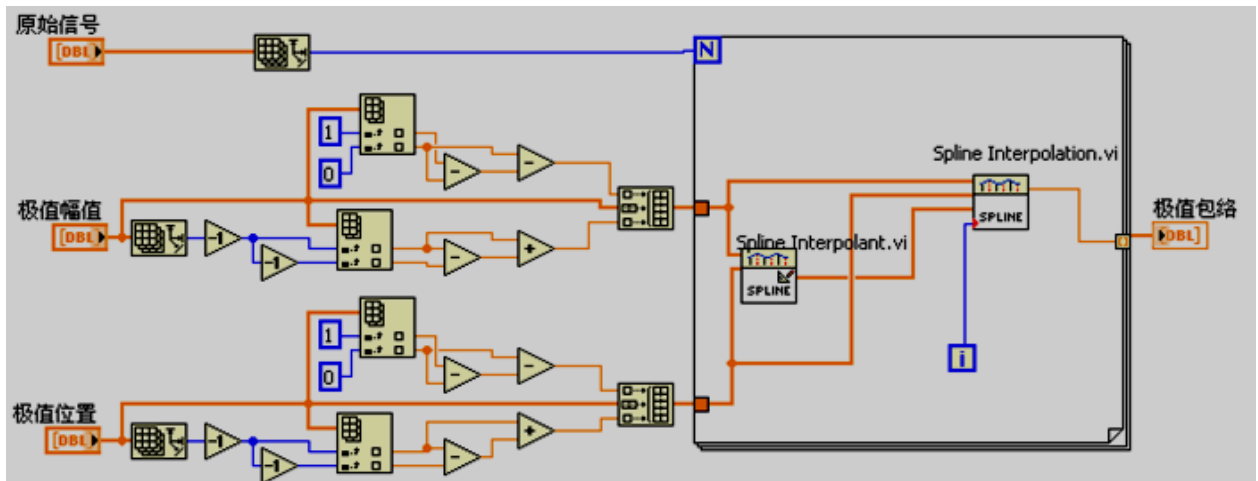 原始信号
[DBL]
N
1
0
Spline Interpolation.vi
SPLINE
极值幅值
[DBL]
-1
-1
-
-
-
+
极值包络
[DBL]
Spline Interpolant.vi
SPLINE
i
1
0
-
-
极值位置
[DBL]
-1
-1
-
+